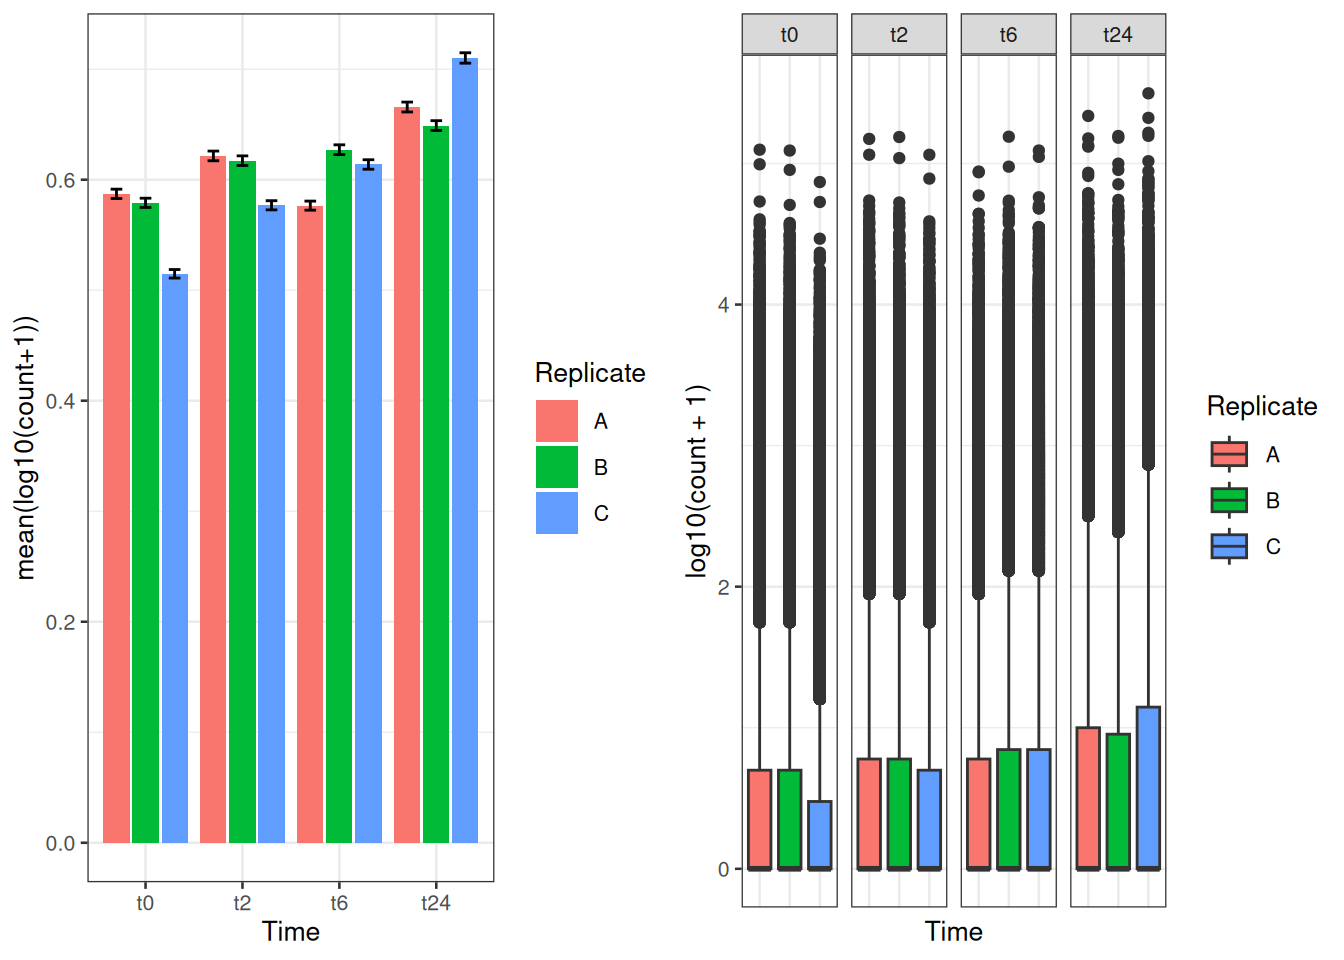 mean(log10(count+1))
0.6
0.4
0.2
0.0
t0 t2 t6 t24
Time
Replicate
A
B
C
t0 t2 t6 t24
log10(count + 1)
4
2
0
Time
Replicate
A
B
C